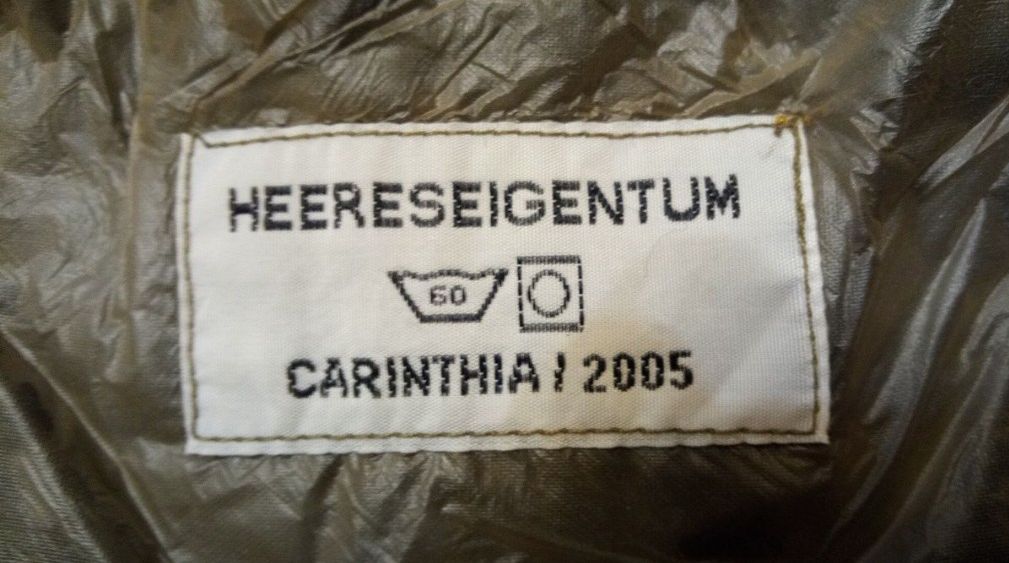 HEERESEIGENTUM
60
CARINTHIA / 2005